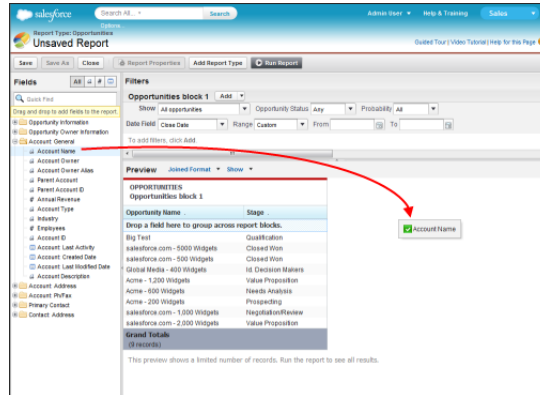 salesforce
Search All... Search
Options
Admin User Help & Training Sales
Report Type: Opportunities
Unsaved Report
Guided Tour | Video Tutorial | Help for this Page
Save Save As Close Report Properties Add Report Type Run Report
Fields All a #
Filters
Quick Find
Drag and drop to add fields to the report.
Opportunity Information
Opportunity Owner Information
Account: General
a Account Name
a Account Owner
a Account Owner Alias
a Parent Account
a Parent Account ID
# Annual Revenue
a Account Type
a Industry
# Employees
a Account ID
Account: Last Activity
Account: Created Date
Account: Last Modified Date
a Account Description
Account: Address
Account: Ph/Fax
Primary Contact
Contact: Address
Opportunities block 1 Add
Show All opportunities Opportunity Status Any Probability All
Date Field Close Date Range Custom From To
To add filters, click Add.
Preview Joined Format Show
OPPORTUNITIES
Opportunities block 1
Opportunity Name Stage
Drop a field here to group across report blocks.
Big Test Qualification
salesforce.com - 5000 Widgets Closed Won
salesforce.com - 500 Widgets Closed Won
Global Media - 400 Widgets Id. Decision Makers
Acme - 1,200 Widgets Value Proposition
Acme - 600 Widgets Needs Analysis
Acme - 200 Widgets Prospecting
salesforce.com - 1,000 Widgets Negotiation/Review
salesforce.com - 2,000 Widgets Value Proposition
Grand Totals
(9 records)
This preview shows a limited number of records. Run the report to see all results.
Account Name